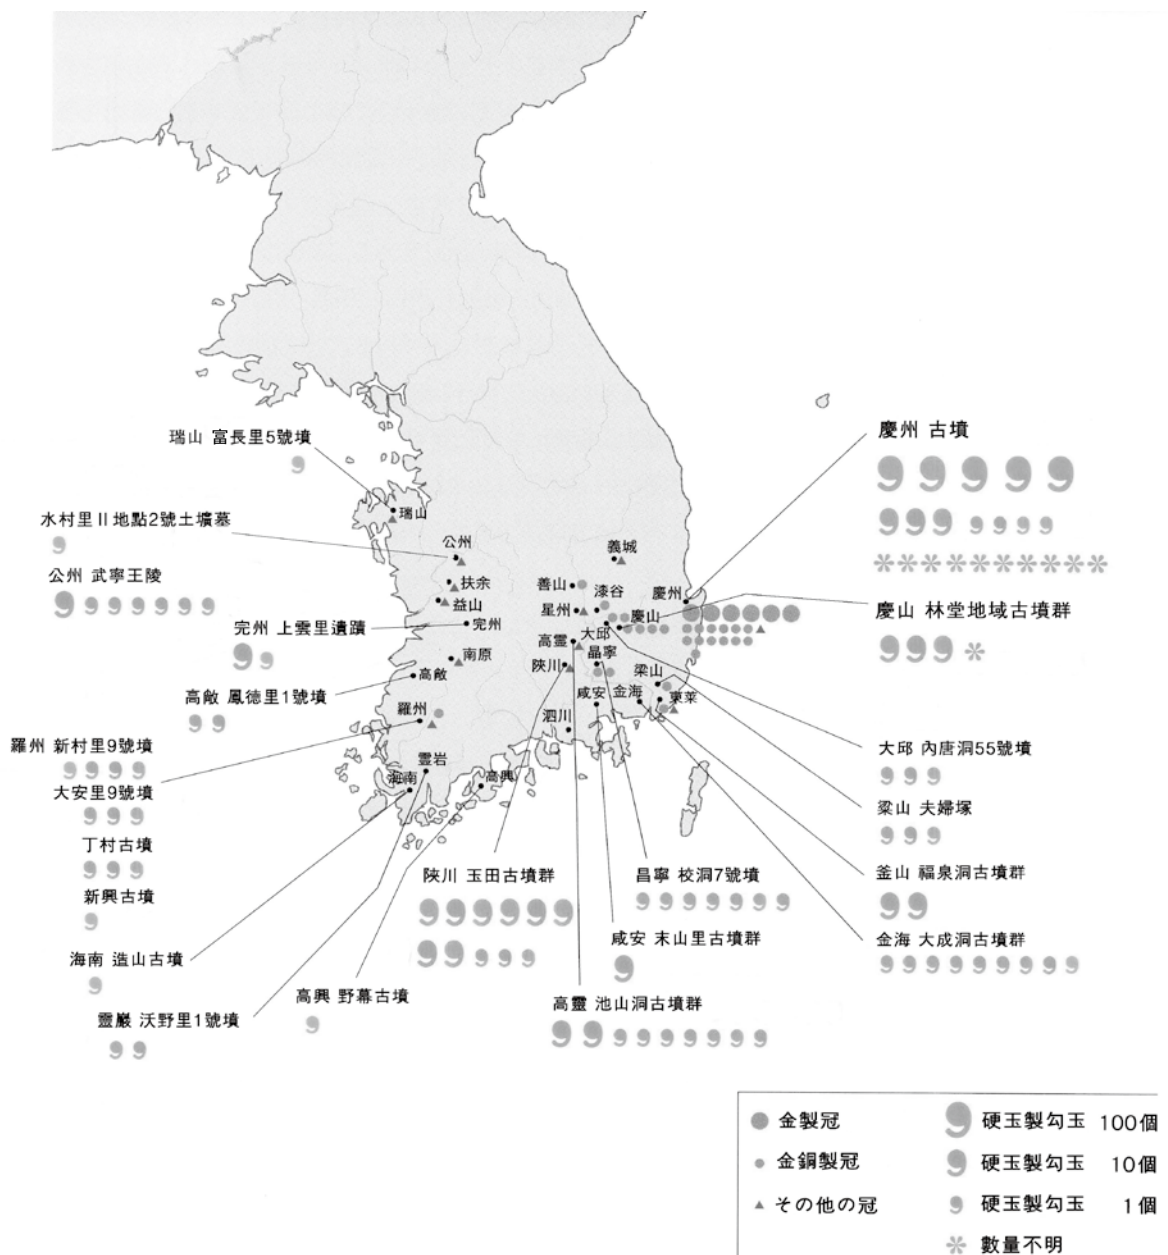 慶州 古墳
瑞山 富長里5號墳
水村里Ⅱ地點2號土壙墓
瑞山
公州
義城
公州 武寧王陵
扶余
善山
漆谷
慶州
益山
星州
慶山 林堂地域古墳群
完州 上雲里遺蹟
完州
慶山
大邱
高霊
昌寧
南原
陜川
梁山
高敞
高敞 鳳德里1號墳
咸安
金海
東萊
羅州
泗川
羅州 新村里9號墳
大邱 內唐洞55號墳
霊岩
海南
高興
大安里9號墳
梁山 夫婦塚
丁村古墳
陜川 玉田古墳群
昌寧 校洞7號墳
釜山 福泉洞古墳群
新興古墳
咸安 末山里古墳群
金海 大成洞古墳群
海南 造山古墳
高興 野幕古墳
高靈 池山洞古墳群
靈巖 沃野里1號墳
金製冠
硬玉製勾玉 100個
金銅製冠
硬玉製勾玉 10個
その他の冠
硬玉製勾玉 1個
數量不明